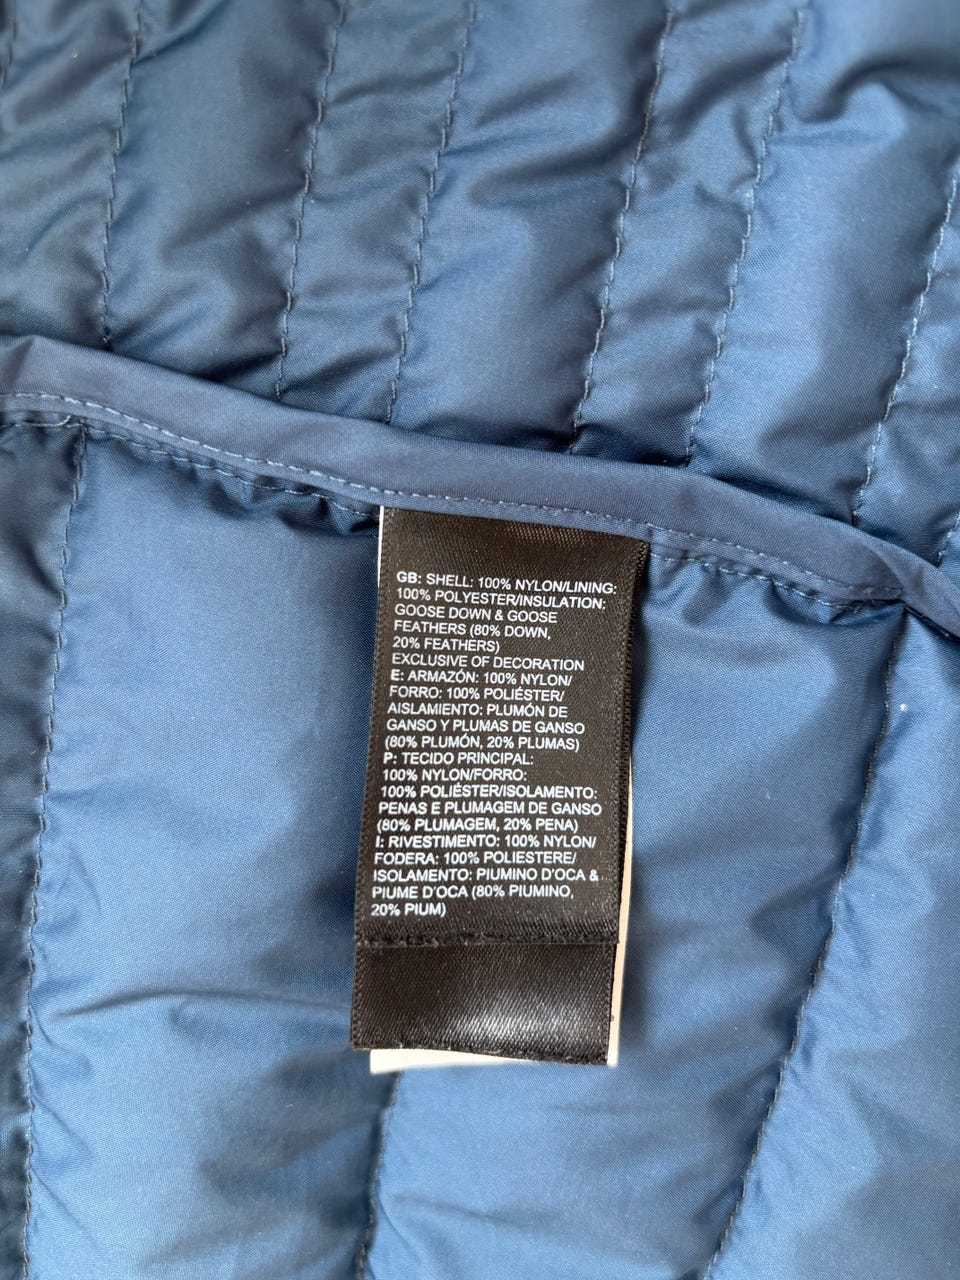 GB: SHELL: 100% NYLON/LINING:
100% POLYESTER/INSULATION:
GOOSE DOWN & GOOSE
FEATHERS (80% DOWN,
20% FEATHERS)
EXCLUSIVE OF DECORATION
E: ARMAZÓN: 100% NYLON/
FORRO: 100% POLIÉSTER/
AISLAMIENTO: PLUMÓN DE
GANSO Y PLUMAS DE GANSO
(80% PLUMÓN, 20% PLUMAS)
P: TECIDO PRINCIPAL:
100% NYLON/FORRO:
100% POLIÉSTER/ISOLAMENTO:
PENAS E PLUMAGEM DE GANSO
(80% PLUMAGEM, 20% PENA)
I: RIVESTIMENTO: 100% NYLON/
FODERA: 100% POLIESTERE/
ISOLAMENTO: PIUMINO D'OCA &
PIUME D'OCA (80% PIUMINO,
20% PIUM)